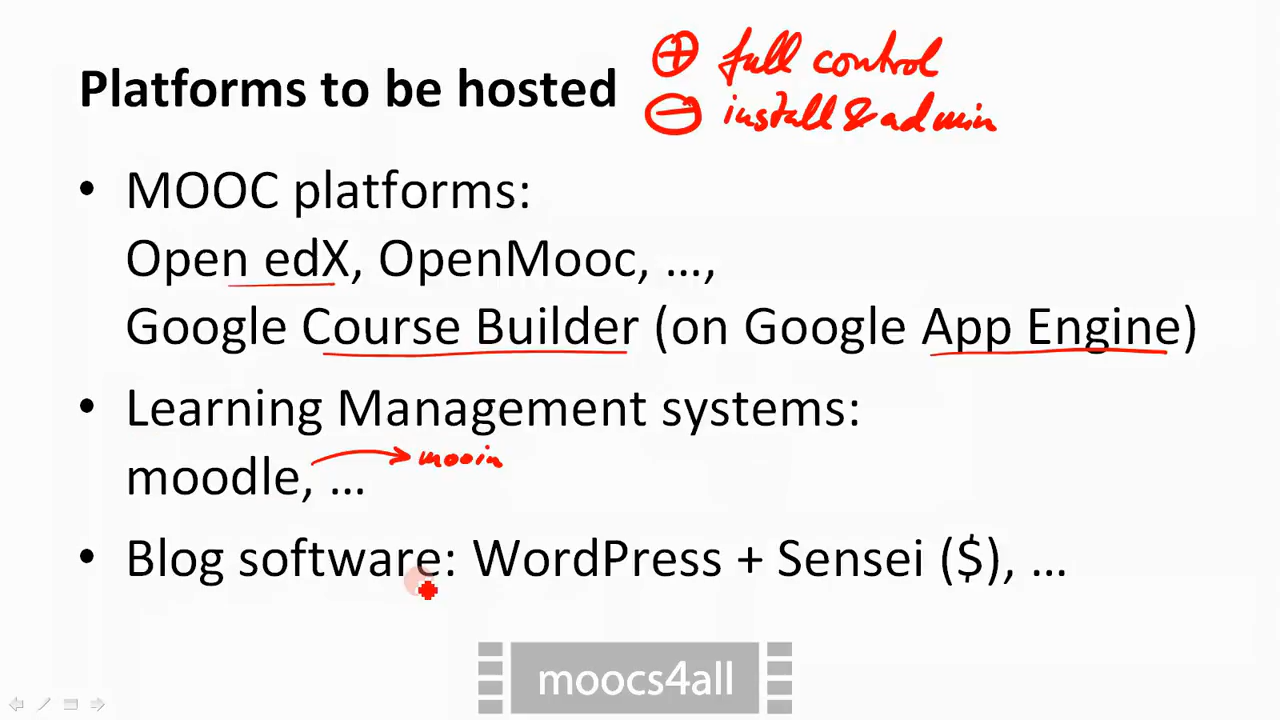 Platforms to be hosted
⊕ full control
⊖ install & admin
• MOOC platforms:
Open edX, OpenMooc, …,
Google Course Builder (on Google App Engine)
• Learning Management systems:
moodle, … → mooin
• Blog software: WordPress + Sensei ($), …
moocs4all